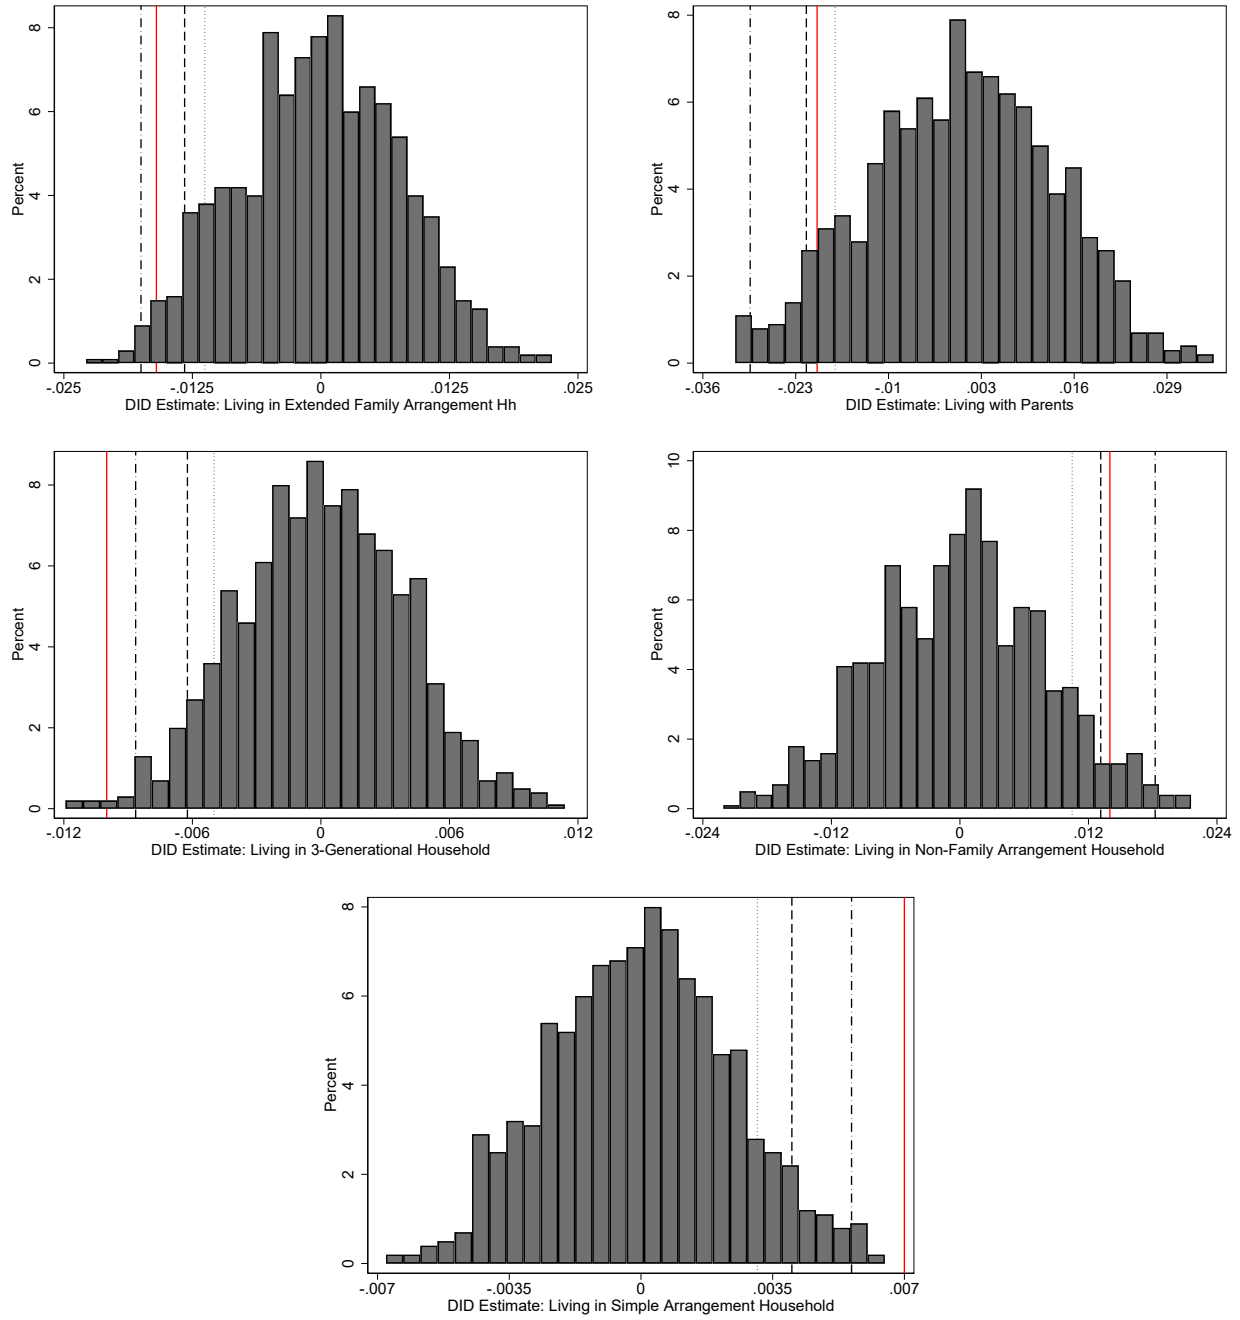 8
6
4
2
0
Percent
-.025 -.0125 0 .0125 .025
DID Estimate: Living in Extended Family Arrangement Hh
8
6
4
2
0
Percent
-.036 -.023 -.01 .003 .016 .029
DID Estimate: Living with Parents
8
6
4
2
0
Percent
-.012 -.006 0 .006 .012
DID Estimate: Living in 3-Generational Household
10
8
6
4
2
0
Percent
-.024 -.012 0 .012 .024
DID Estimate: Living in Non-Family Arrangement Household
8
6
4
2
0
Percent
-.007 -.0035 0 .0035 .007
DID Estimate: Living in Simple Arrangement Household